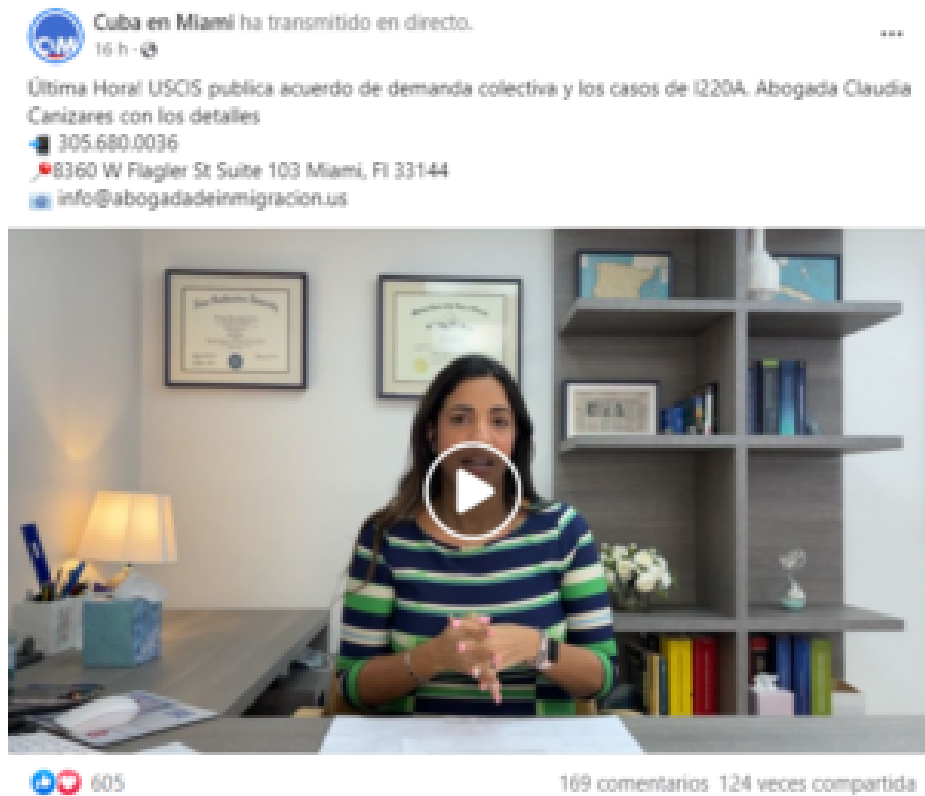 Cuba en Miami ha transmitido en directo.
16 h ·
Última Hora! USCIS publica acuerdo de demanda colectiva y los casos de I220A. Abogada Claudia
Canizares con los detalles
305.680.0036
8360 W Flagler St Suite 103 Miami, Fl 33144
info@abogadadeinmigracion.us
605
169 comentarios 124 veces compartida